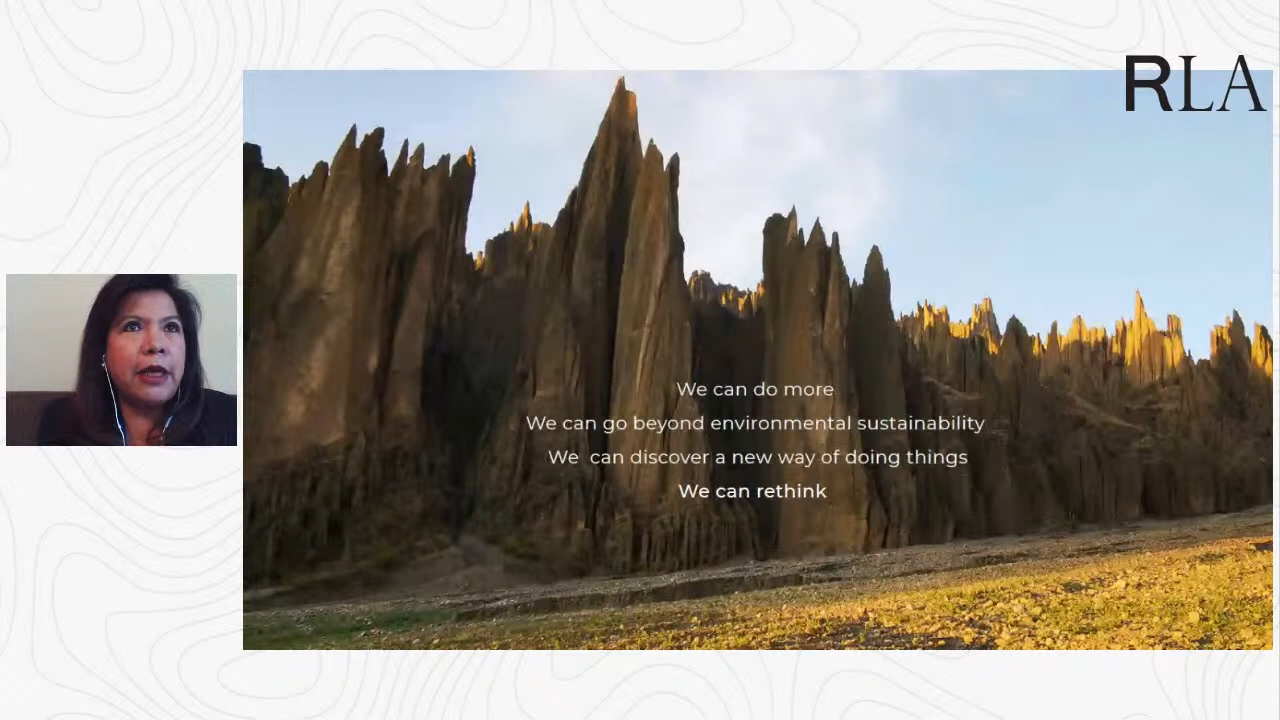 RLA
We can do more
We can go beyond environmental sustainability
We  can discover a new way of doing things
We can rethink